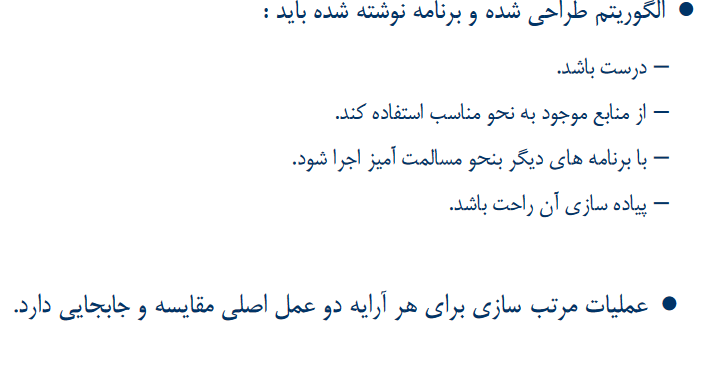 ● الگوریتم طراحی شده و برنامه نوشته شده باید :
– درست باشد.
– از منابع موجود به نحو مناسب استفاده کند.
– با برنامه های دیگر بنحو مسالمت آمیز اجرا شود.
– پیاده سازی آن راحت باشد.
● عملیات مرتب سازی برای هر آرایه دو عمل اصلی مقایسه و جابجایی دارد.